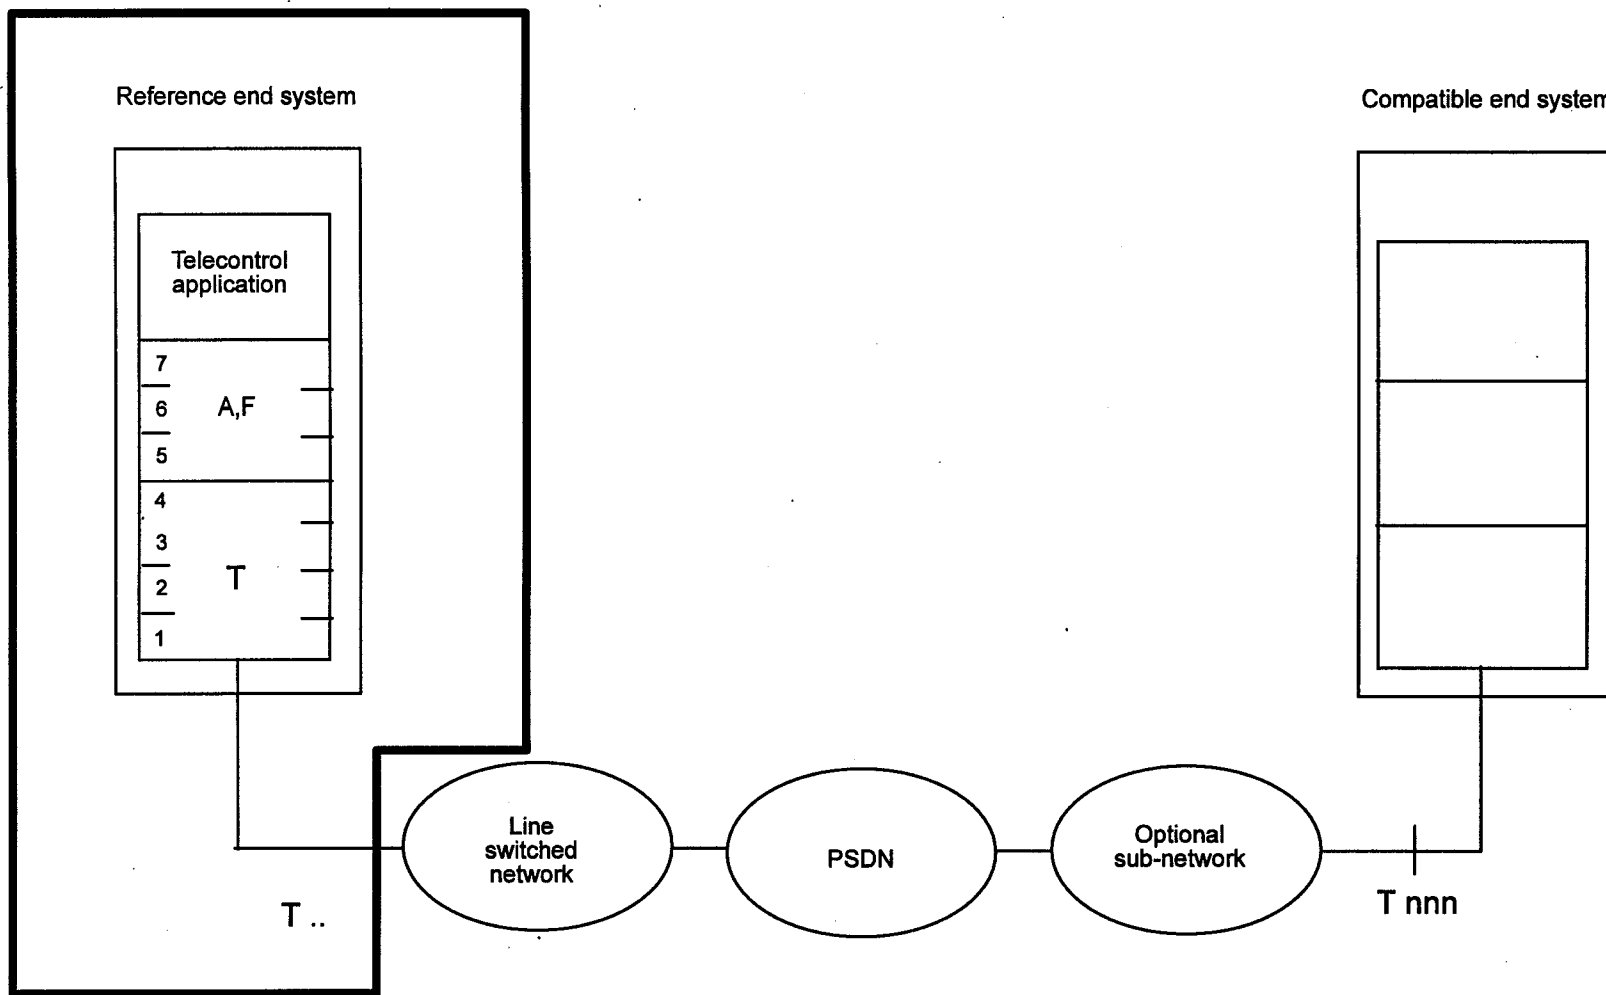 Reference end system
Compatible end system
Telecontrol
application
7
6
A,F
5
4
3
2
T
1
Line
switched
network
PSDN
Optional
sub-network
T ..
T nnn